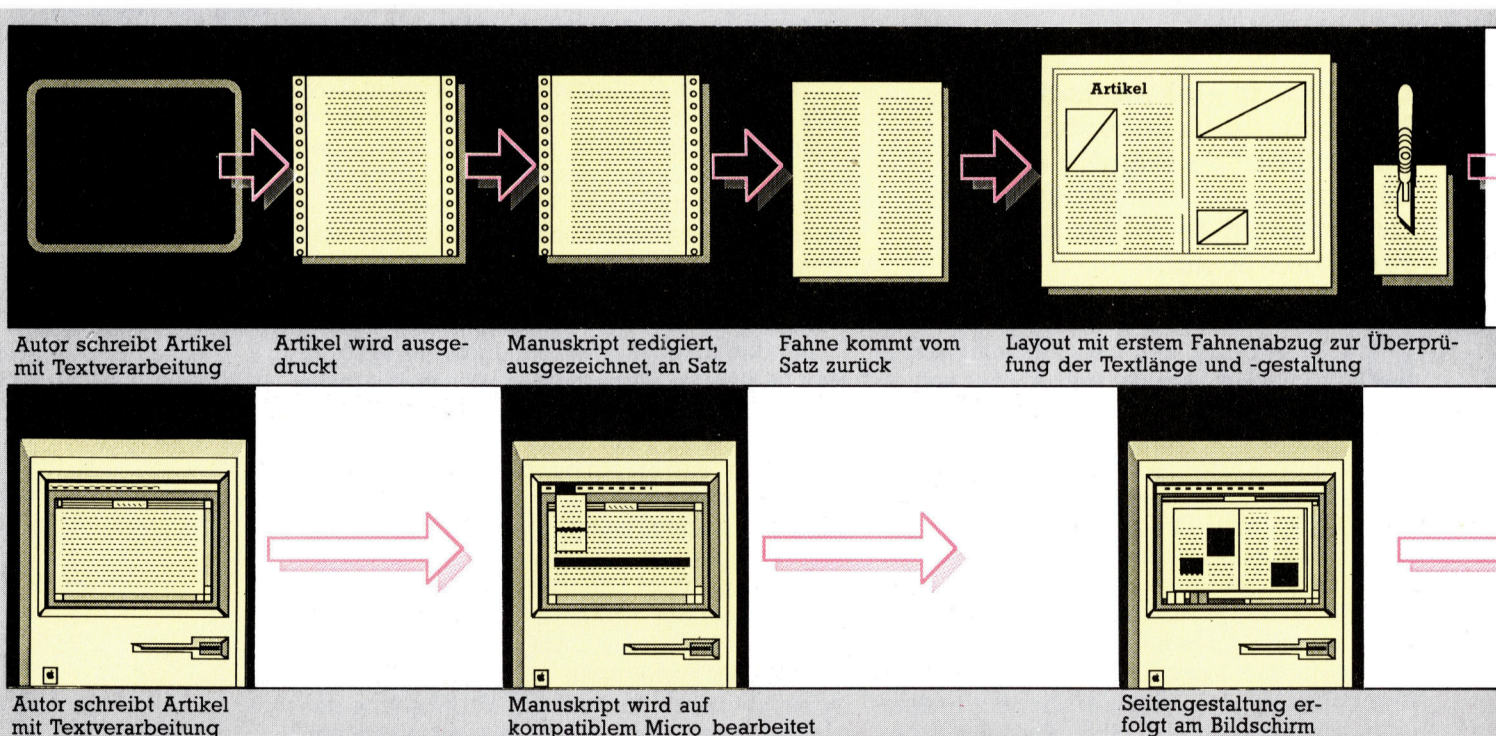 Artikel
Autor schreibt Artikel
mit Textverarbeitung
Artikel wird ausge-
druckt
Manuskript redigiert,
ausgezeichnet, an Satz
Fahne kommt vom
Satz zurück
Layout mit erstem Fahnenabzug zur Überprü-
fung der Textlänge und -gestaltung
Autor schreibt Artikel
mit Textverarbeitung
Manuskript wird auf
kompatiblem Micro bearbeitet
Seitengestaltung er-
folgt am Bildschirm